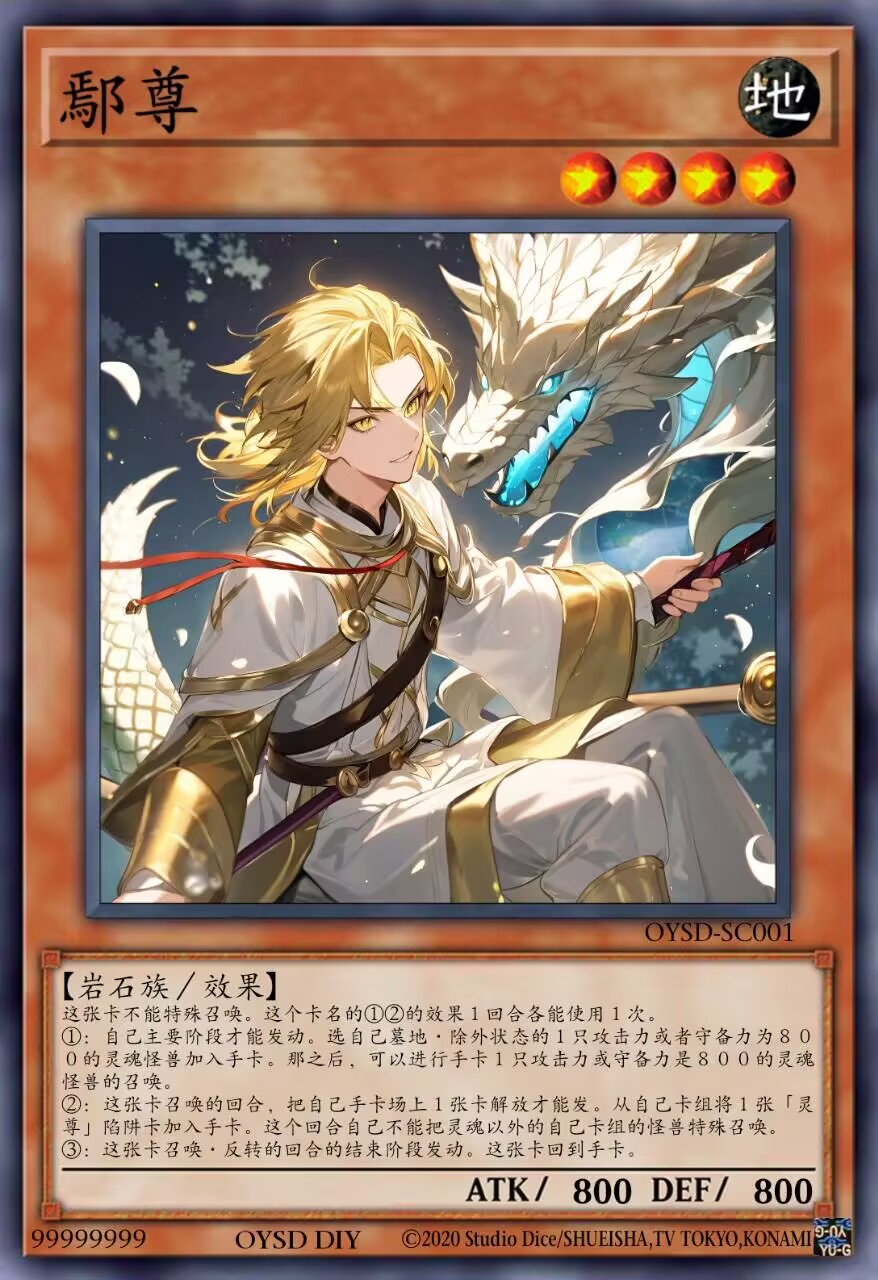 鄢尊
地
OYSD-SC001
【岩石族／效果】
这张卡不能特殊召唤。这个卡名的①②的效果１回合各能使用１次。
①：自己主要阶段才能发动。选自己墓地·除外状态的１只攻击力或者守备力为８０
０的灵魂怪兽加入手卡。那之后，可以进行手卡１只攻击力或守备力是８００的灵魂
怪兽的召唤。
②：这张卡召唤的回合，把自己手卡场上１张卡解放才能发。从自己卡组将１张「灵
尊」陷阱卡加入手卡。这个回合自己不能把灵魂以外的自己卡组的怪兽特殊召唤。
③：这张卡召唤·反转的回合的结束阶段发动。这张卡回到手卡。
ATK/ 800 DEF/ 800
99999999 OYSD DIY ©2020 Studio Dice/SHUEISHA,TV TOKYO,KONAMI